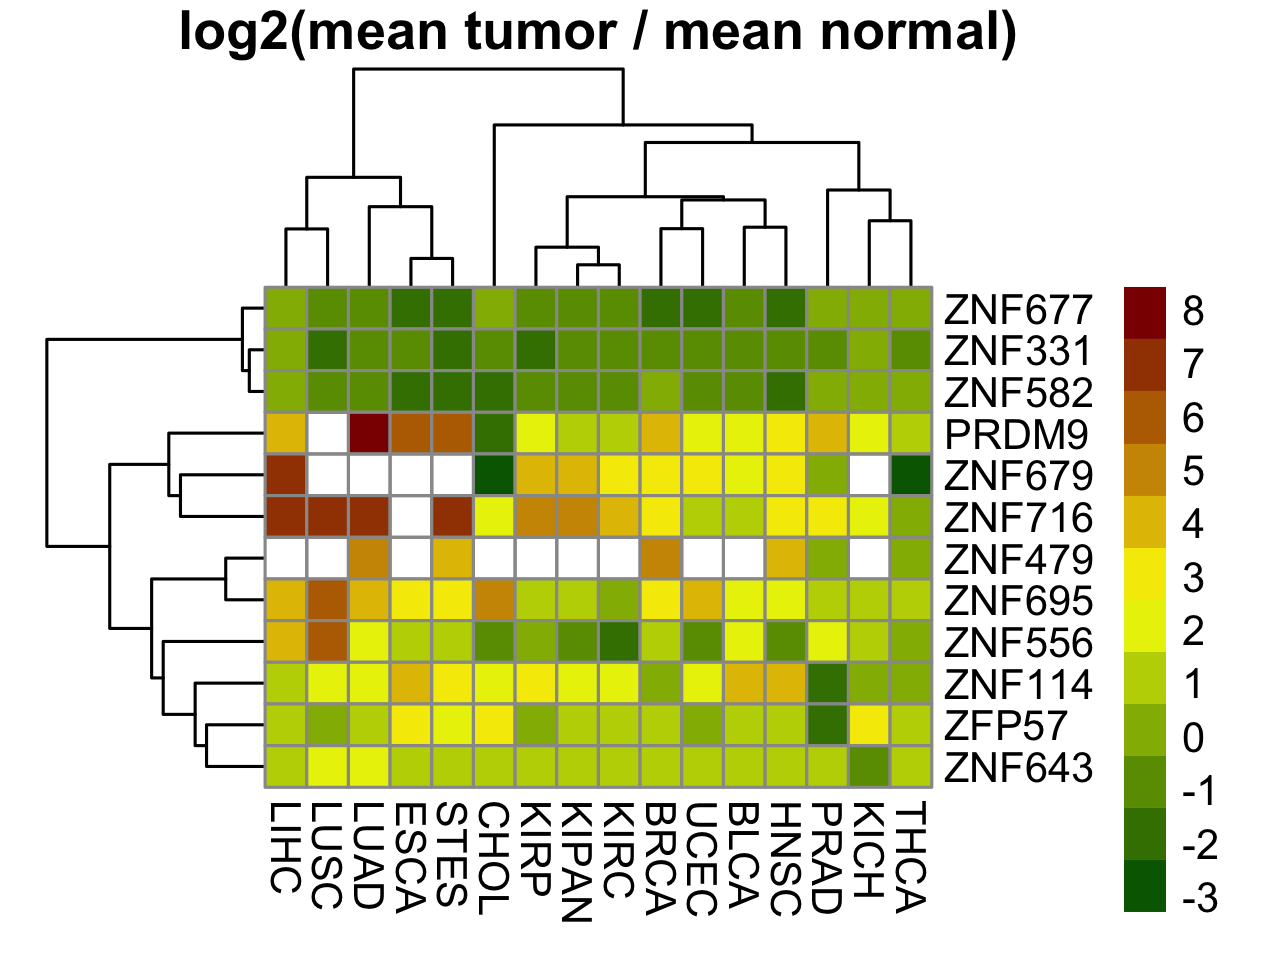 log2(mean tumor / mean normal)
ZNF677
ZNF331
ZNF582
PRDM9
ZNF679
ZNF716
ZNF479
ZNF695
ZNF556
ZNF114
ZFP57
ZNF643
8
7
6
5
4
3
2
1
0
-1
-2
-3
LIHC
LUSC
LUAD
ESCA
STES
CHOL
KIRP
KIPAN
KIRC
BRCA
UCEC
BLCA
HNSC
PRAD
KICH
THCA